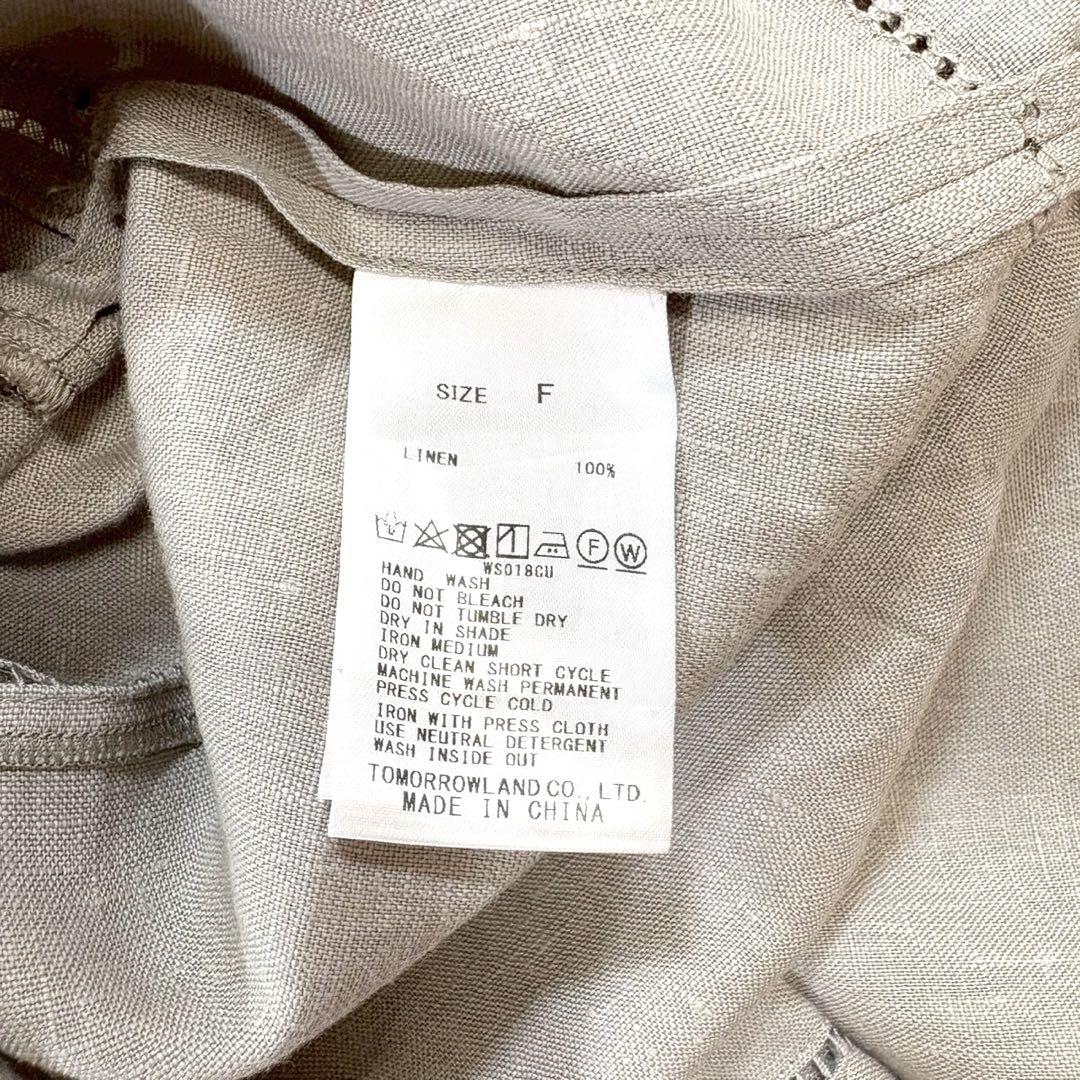 SIZE F
LINEN 100%
F W
WS018GU
HAND WASH
DO NOT BLEACH
DO NOT TUMBLE DRY
DRY IN SHADE
IRON MEDIUM
DRY CLEAN SHORT CYCLE
MACHINE WASH PERMANENT
PRESS CYCLE COLD
IRON WITH PRESS CLOTH
USE NEUTRAL DETERGENT
WASH INSIDE OUT
TOMORROWLAND CO., LTD.
MADE IN CHINA